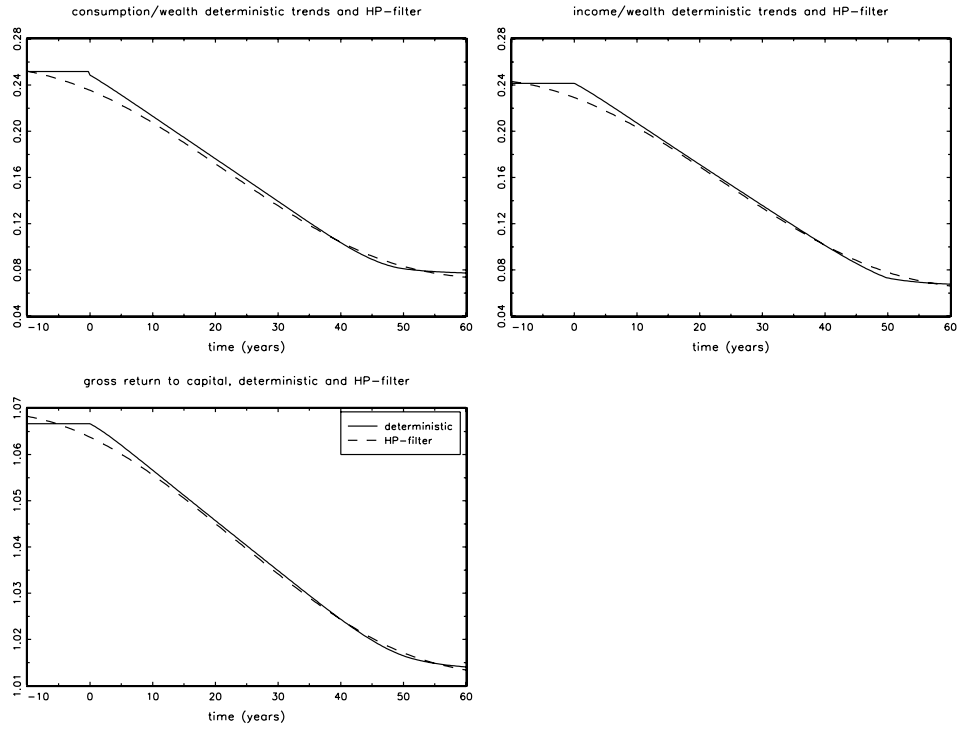 consumption/wealth deterministic trends and HP-filter
0.28
0.24
0.20
0.16
0.12
0.08
0.04
-10 0 10 20 30 40 50 60
time (years)
income/wealth deterministic trends and HP-filter
0.28
0.24
0.20
0.16
0.12
0.08
0.04
-10 0 10 20 30 40 50 60
time (years)
gross return to capital, deterministic and HP-filter
1.07
1.06
1.05
1.04
1.03
1.02
1.01
deterministic
HP-filter
-10 0 10 20 30 40 50 60
time (years)